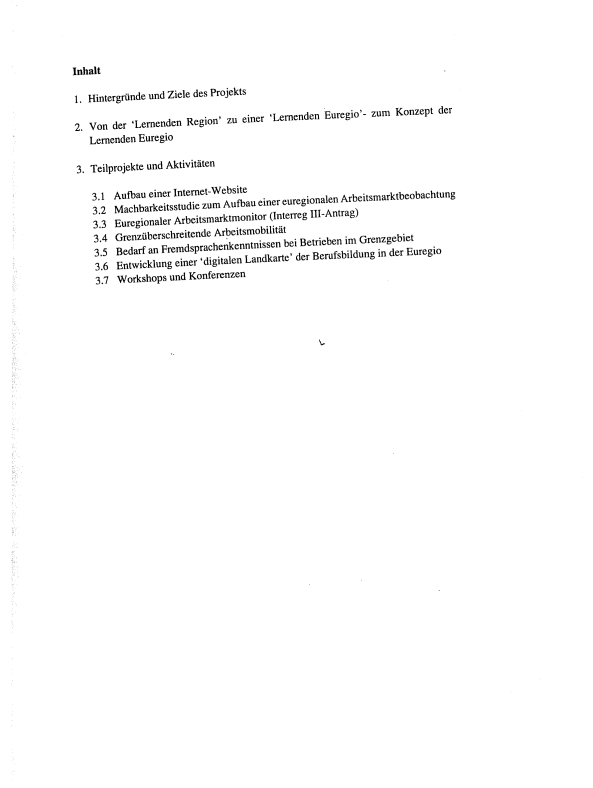 Inhalt
1. Hintergründe und Ziele des Projekts
2. Von der 'Lernenden Region' zu einer 'Lernenden Euregio'- zum Konzept der
Lernenden Euregio
3. Teilprojekte und Aktivitäten
3.1 Aufbau einer Internet-Website
3.2 Machbarkeitsstudie zum Aufbau einer euregionalen Arbeitsmarktbeobachtung
3.3 Euregionaler Arbeitsmarktmonitor (Interreg III-Antrag)
3.4 Grenzüberschreitende Arbeitsmobilität
3.5 Bedarf an Fremdsprachenkenntnissen bei Betrieben im Grenzgebiet
3.6 Entwicklung einer 'digitalen Landkarte' der Berufsbildung in der Euregio
3.7 Workshops und Konferenzen